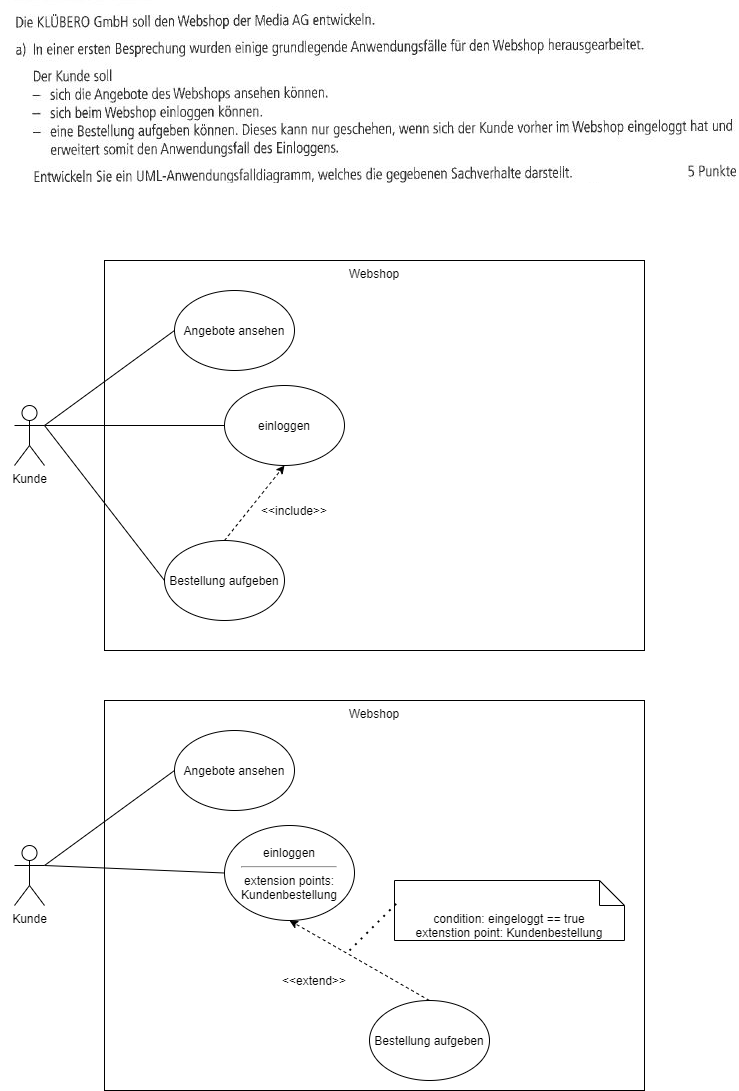 Die KLÜBERO GmbH soll den Webshop der Media AG entwickeln.
a) In einer ersten Besprechung wurden einige grundlegende Anwendungsfälle für den Webshop herausgearbeitet.
Der Kunde soll
– sich die Angebote des Webshops ansehen können.
– sich beim Webshop einloggen können.
– eine Bestellung aufgeben können. Dieses kann nur geschehen, wenn sich der Kunde vorher im Webshop eingeloggt hat und
erweitert somit den Anwendungsfall des Einloggens.
Entwickeln Sie ein UML-Anwendungsfalldiagramm, welches die gegebenen Sachverhalte darstellt. 5 Punkte
Webshop
Angebote ansehen
einloggen
Kunde
<<include>>
Bestellung aufgeben
Webshop
Angebote ansehen
einloggen
extension points:
Kundenbestellung
Kunde
condition: eingeloggt == true
extenstion point: Kundenbestellung
<<extend>>
Bestellung aufgeben